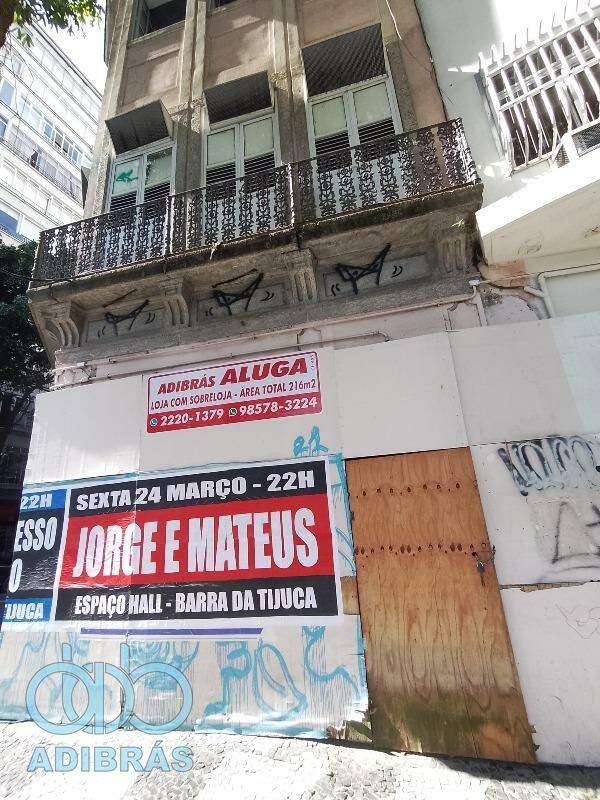 ADIBRÁS ALUGA
LOJA COM SOBRELOJA - ÁREA TOTAL 216m2
2220-1379 98578-3224
22H
ESSO
O
TIJUCA
SEXTA 24 MARÇO - 22H
JORGE E MATEUS
ESPAÇO HALL - BARRA DA TIJUCA
ADIBRÁS